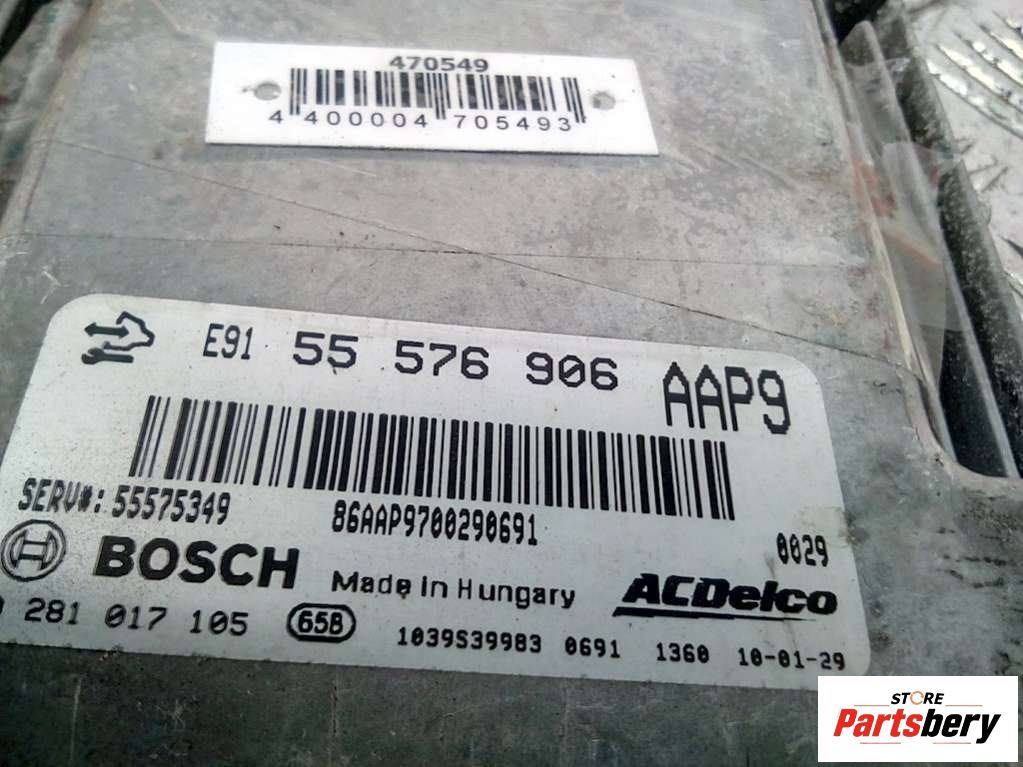 470549
4 400004 705493
E91 55 576 906 AAP9
SERV#: 55575349
86AAP9700290691
0029
BOSCH
Made in Hungary
ACDelco
281 017 105
65B
1039S39983 0691 1360 10-01-29
STORE
Partsbery